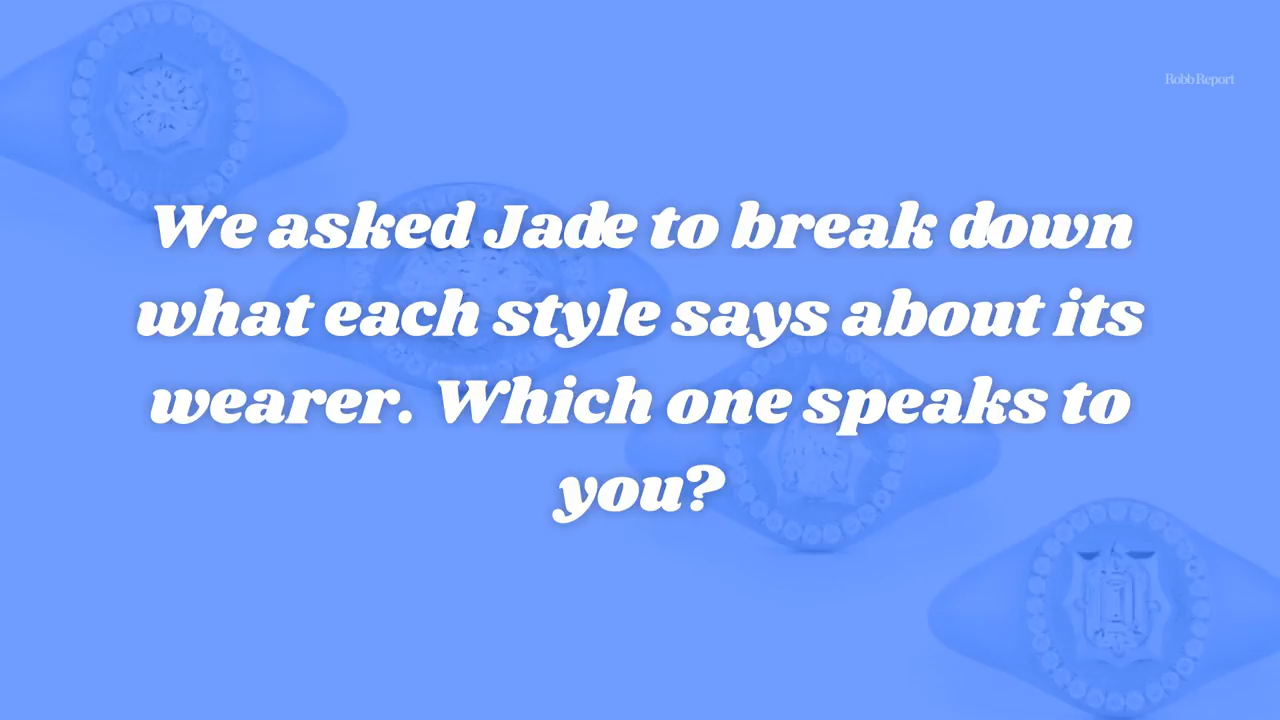 Robb Report
We asked Jade to break down
what each style says about its
wearer. Which one speaks to
you?